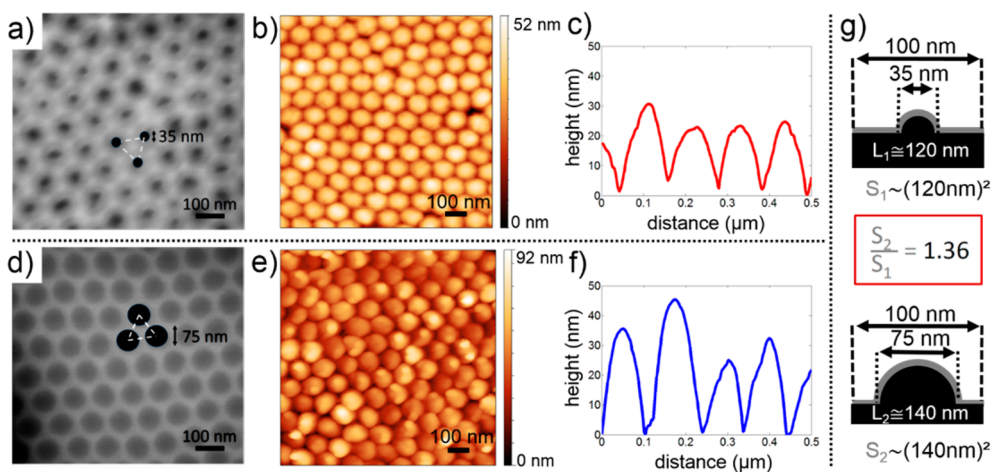 a)
35 nm
100 nm
b)
52 nm
0 nm
100 nm
c)
height (nm)
50
40
30
20
10
0
0 0.1 0.2 0.3 0.4 0.5
distance (µm)
d)
75 nm
100 nm
e)
92 nm
0 nm
100 nm
f)
height (nm)
50
40
30
20
10
0
0 0.1 0.2 0.3 0.4 0.5
distance (µm)
g)
100 nm
35 nm
L₁≅120 nm
S₁~(120nm)²
S₂
S₁
= 1.36
100 nm
75 nm
L₂≅140 nm
S₂~(140nm)²